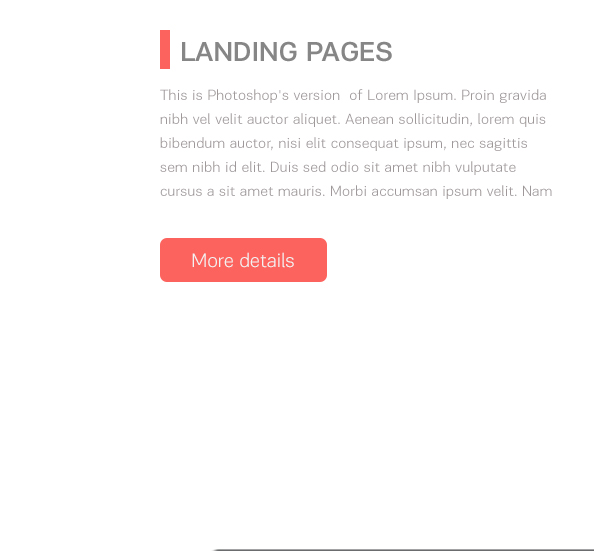 LANDING PAGES
This is Photoshop's version  of Lorem Ipsum. Proin gravida
nibh vel velit auctor aliquet. Aenean sollicitudin, lorem quis
bibendum auctor, nisi elit consequat ipsum, nec sagittis
sem nibh id elit. Duis sed odio sit amet nibh vulputate
cursus a sit amet mauris. Morbi accumsan ipsum velit. Nam
More details